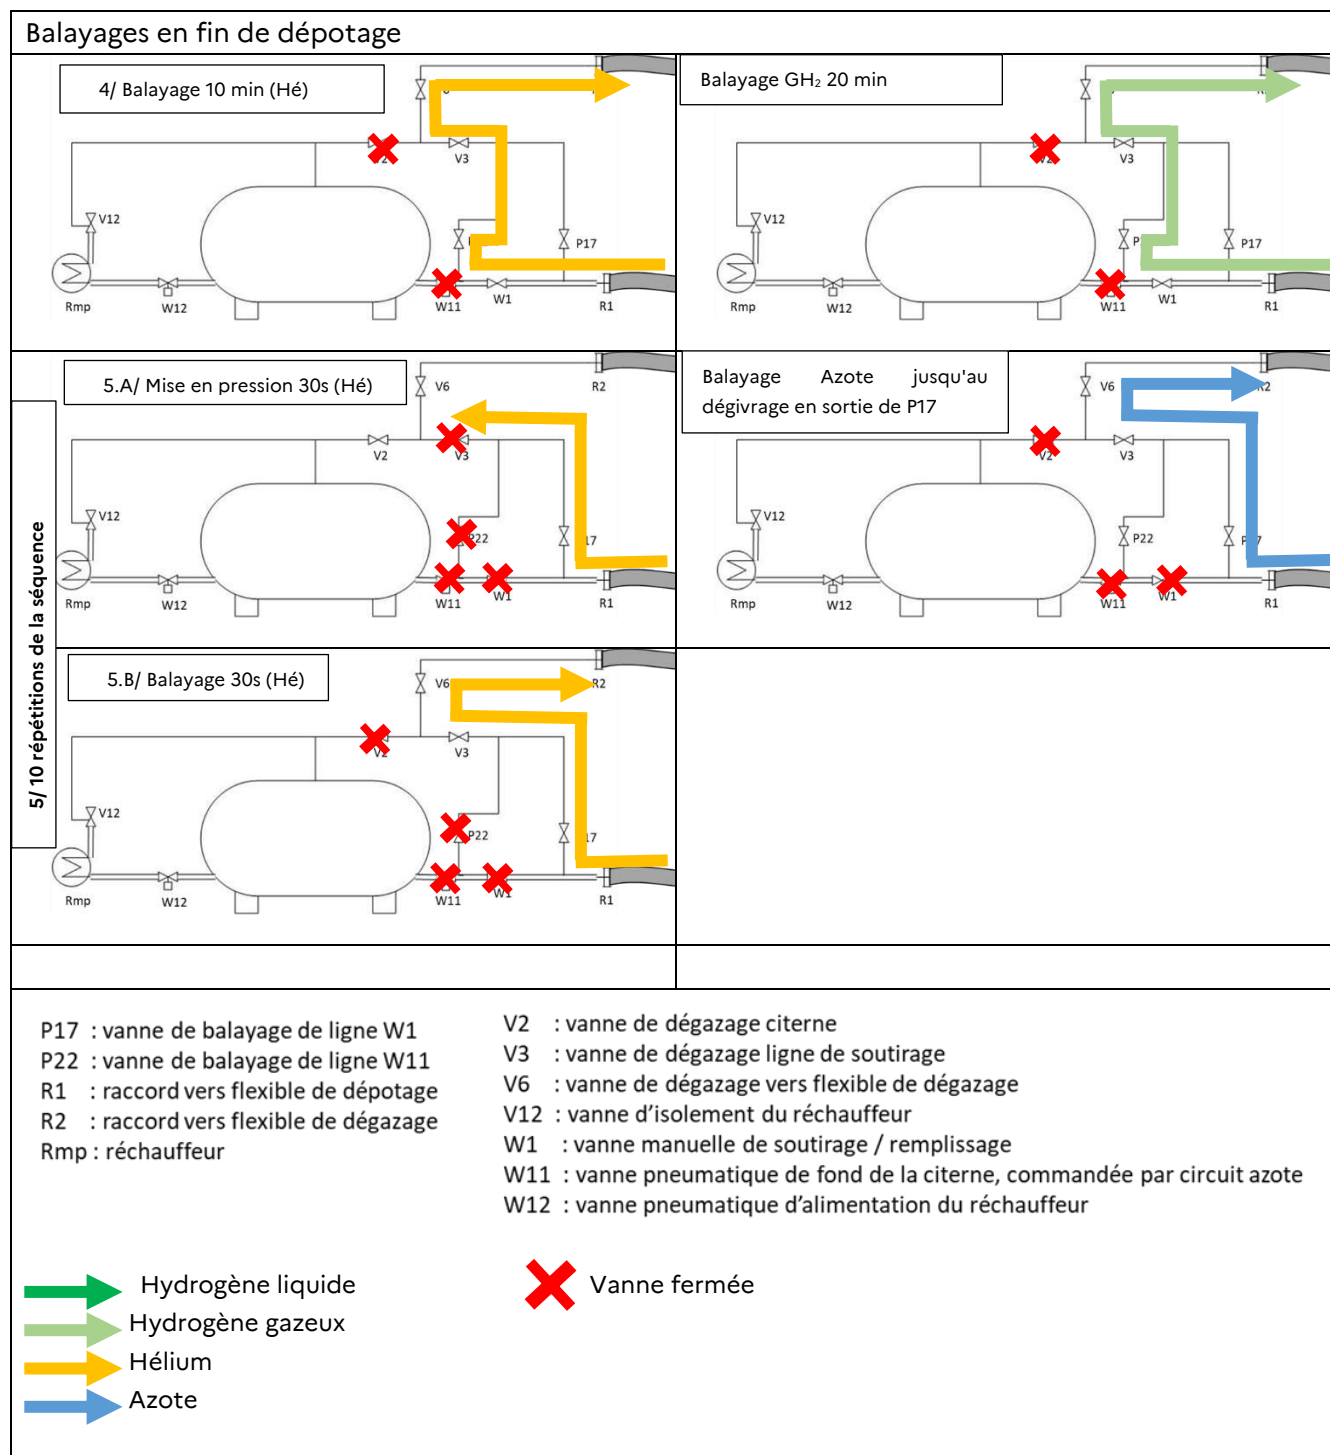 Balayages en fin de dépotage
4/ Balayage 10 min (Hé)
V3
V12
P17
Rmp
W12
W11
W1
R1
Balayage GH₂ 20 min
V3
V12
P17
Rmp
W12
W11
W1
R1
5/ 10 répétitions de la séquence
5.A/ Mise en pression 30s (Hé)
V6
R2
V2
V3
V12
P22
Rmp
W12
W11
W1
R1
Balayage Azote jusqu'au
dégivrage en sortie de P17
V6
R2
V2
V3
V12
P22
Rmp
W12
W11
W1
R1
5.B/ Balayage 30s (Hé)
V6
R2
V2
V3
V12
P22
Rmp
W12
W11
W1
R1
P17 : vanne de balayage de ligne W1
P22 : vanne de balayage de ligne W11
R1 : raccord vers flexible de dépotage
R2 : raccord vers flexible de dégazage
Rmp : réchauffeur
V2 : vanne de dégazage citerne
V3 : vanne de dégazage ligne de soutirage
V6 : vanne de dégazage vers flexible de dégazage
V12 : vanne d’isolement du réchauffeur
W1 : vanne manuelle de soutirage / remplissage
W11 : vanne pneumatique de fond de la citerne, commandée par circuit azote
W12 : vanne pneumatique d’alimentation du réchauffeur
Hydrogène liquide
Hydrogène gazeux
Hélium
Azote
Vanne fermée